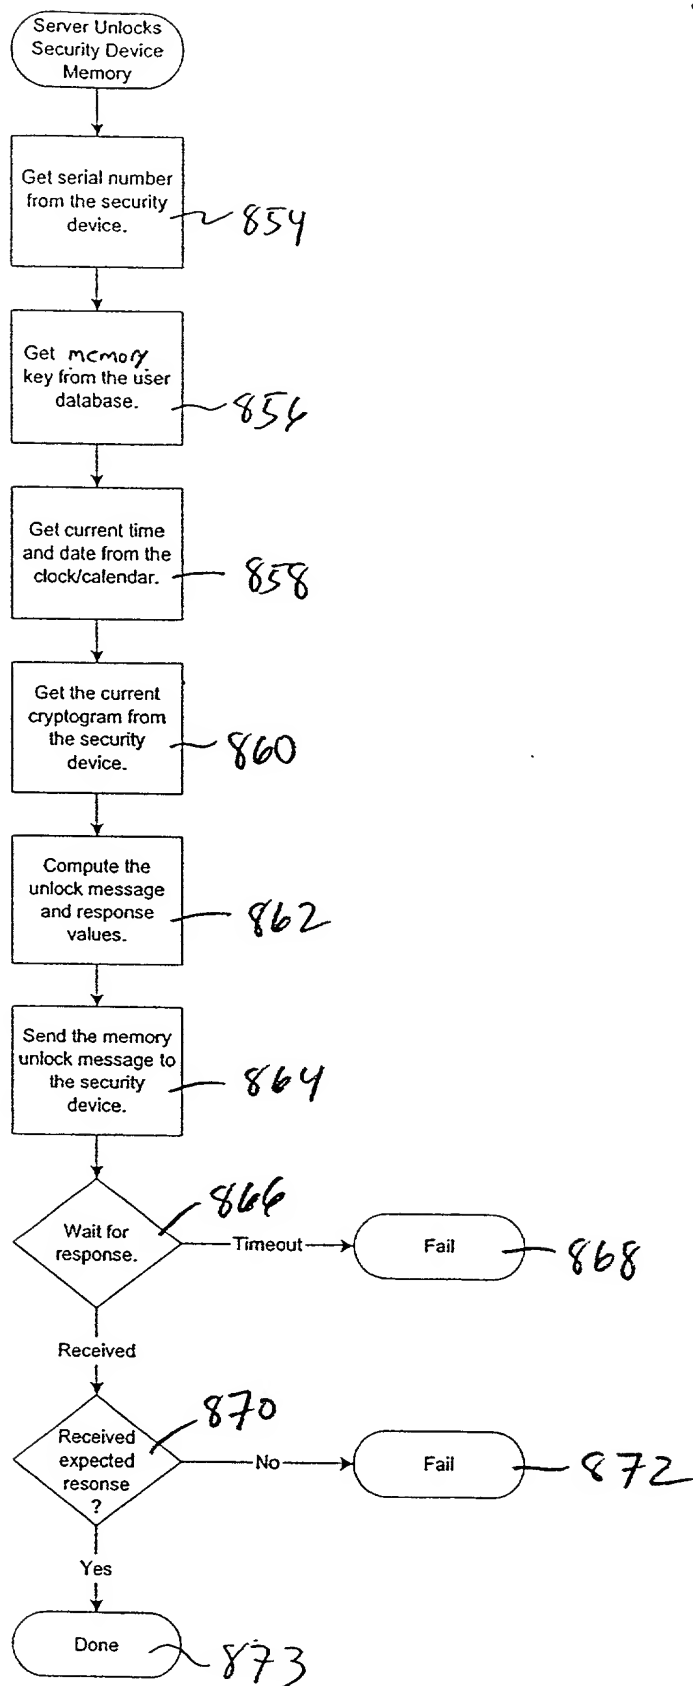 Server Unlocks
Security Device
Memory
Get serial number
from the security
device.
854
Get memory
key from the user
database.
856
Get current time
and date from the
clock/calendar.
858
Get the current
cryptogram from
the security
device.
860
Compute the
unlock message
and response
values.
862
Send the memory
unlock message to
the security
device.
864
866
Wait for
response.
Timeout
Fail
868
Received
870
Received
expected
resonse
?
No
Fail
872
Yes
Done
873